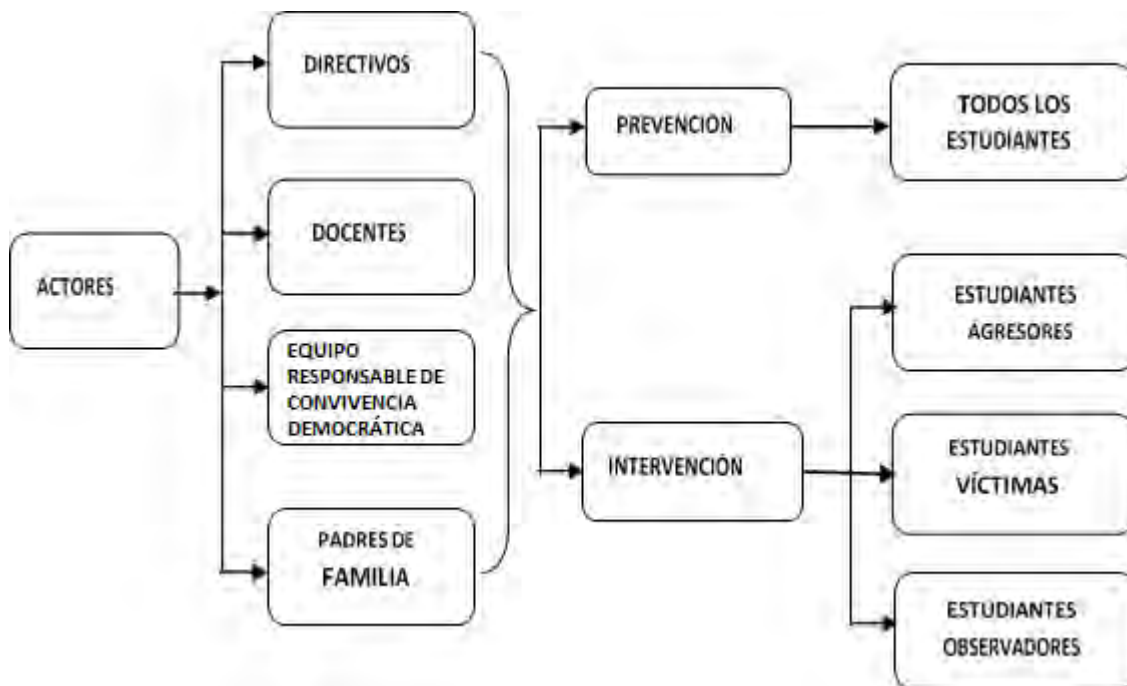 ACTORES
DIRECTIVOS
DOCENTES
EQUIPO
RESPONSABLE DE
CONVIVENCIA
DEMOCRÁTICA
PADRES DE
FAMILIA
PREVENCION
INTERVENCIÓN
TODOS LOS
ESTUDIANTES
ESTUDIANTES
ÁGRESORES
ESTUDIANTES
VÍCTIMAS
ESTUDIANTES
OBSERVADORES